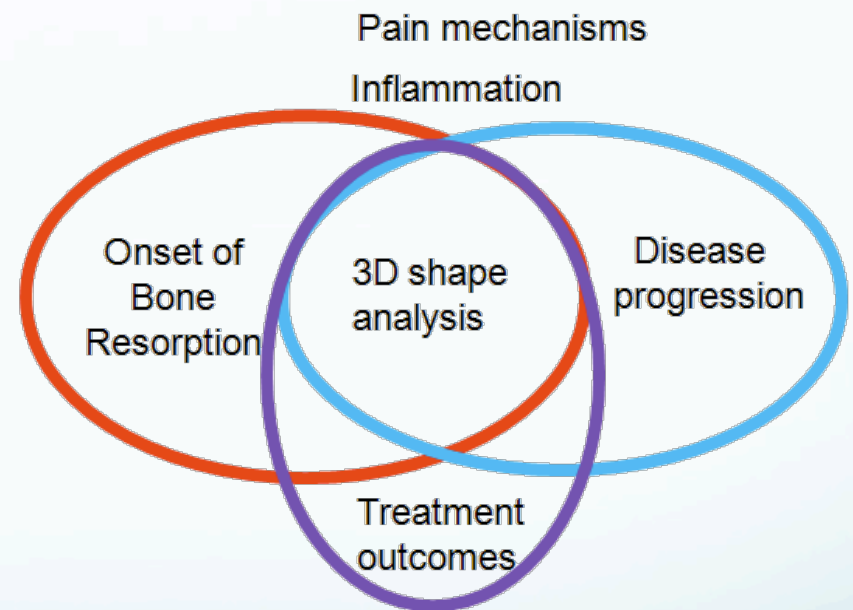 Pain mechanisms
Inflammation
Onset of
Bone
Resorption
3D shape
analysis
Disease
progression
Treatment
outcomes